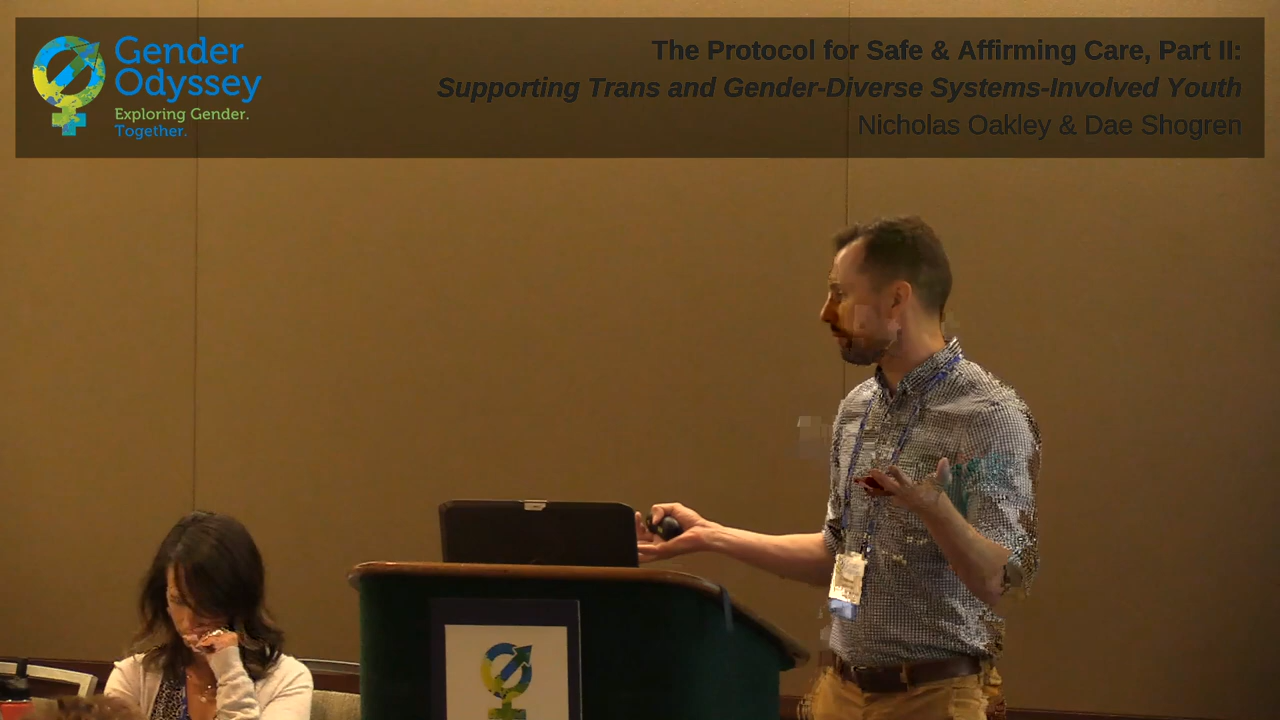 Gender
Odyssey
Exploring Gender.
Together.
The Protocol for Safe & Affirming Care, Part II:
Supporting Trans and Gender-Diverse Systems-Involved Youth
Nicholas Oakley & Dae Shogren